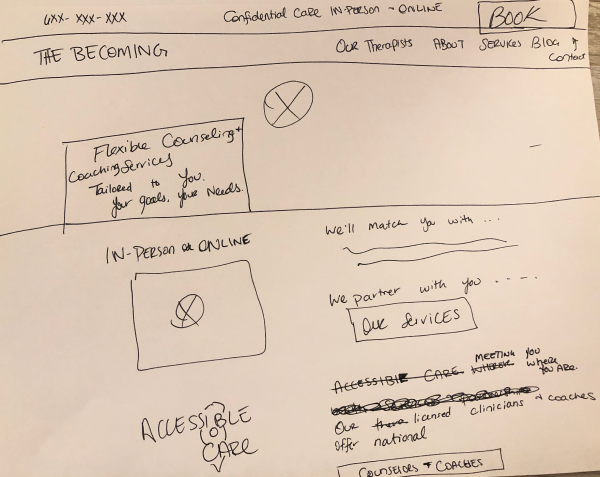 6XX - XXX - XXX
Confidential Care IN-PERSON - ONLINE
BOOK
THE BECOMING
Our Therapists ABOUT SERVICES BLOG
Contact
Flexible Counseling +
Coaching Services
Tailored to you.
your goals, your Needs.
IN-PERSON OR ONLINE
We'll match you with ...
We partner with you ....
OUR SERVICES
ACCESSIBLE
CARE
ACCESSIBLE CARE MEETING YOU
WHERE
YOU ARE.
Our licensed clinicians + coaches
offer national
COUNSELORS + COACHES